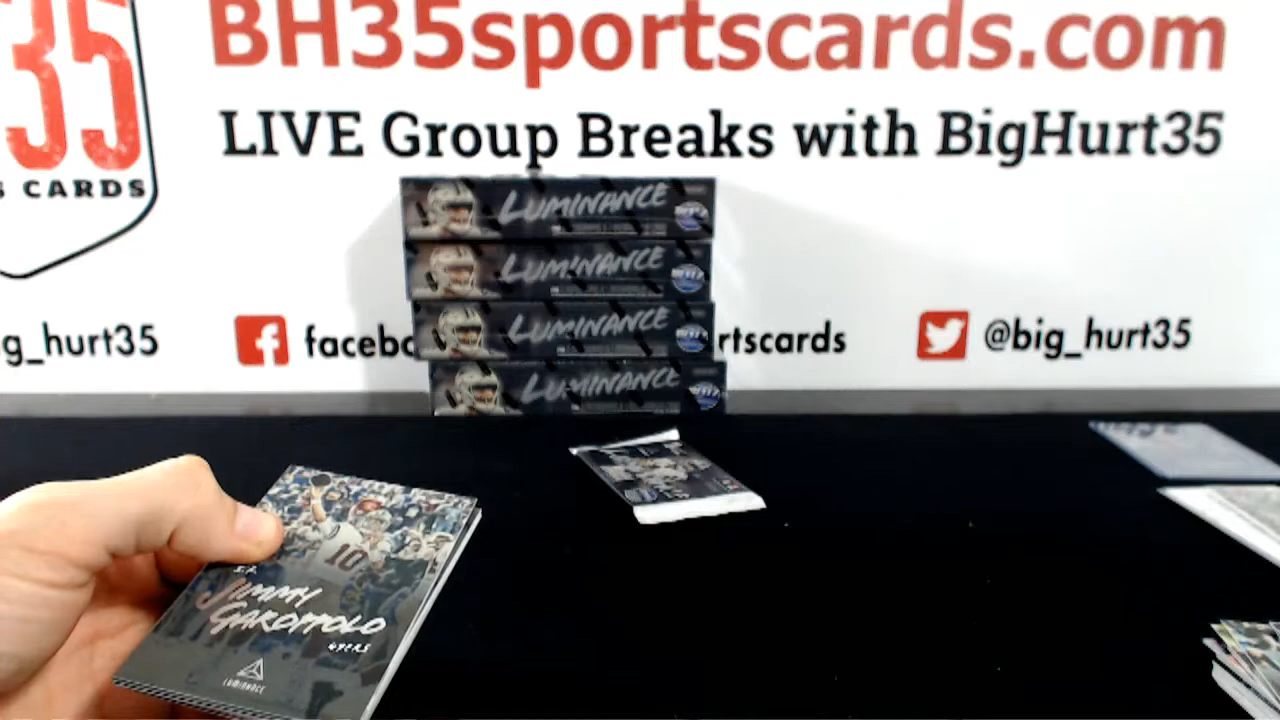 BH35sportscards.com
35
LIVE Group Breaks with BigHurt35
S CARDS
LUMINANCE
LUMINANCE
LUMINANCE
LUMINANCE
g_hurt35
facebo
rtscards
@big_hurt35
10
S.F.
JIMMY
GAROPPOLO
49ERS
LUMINANCE